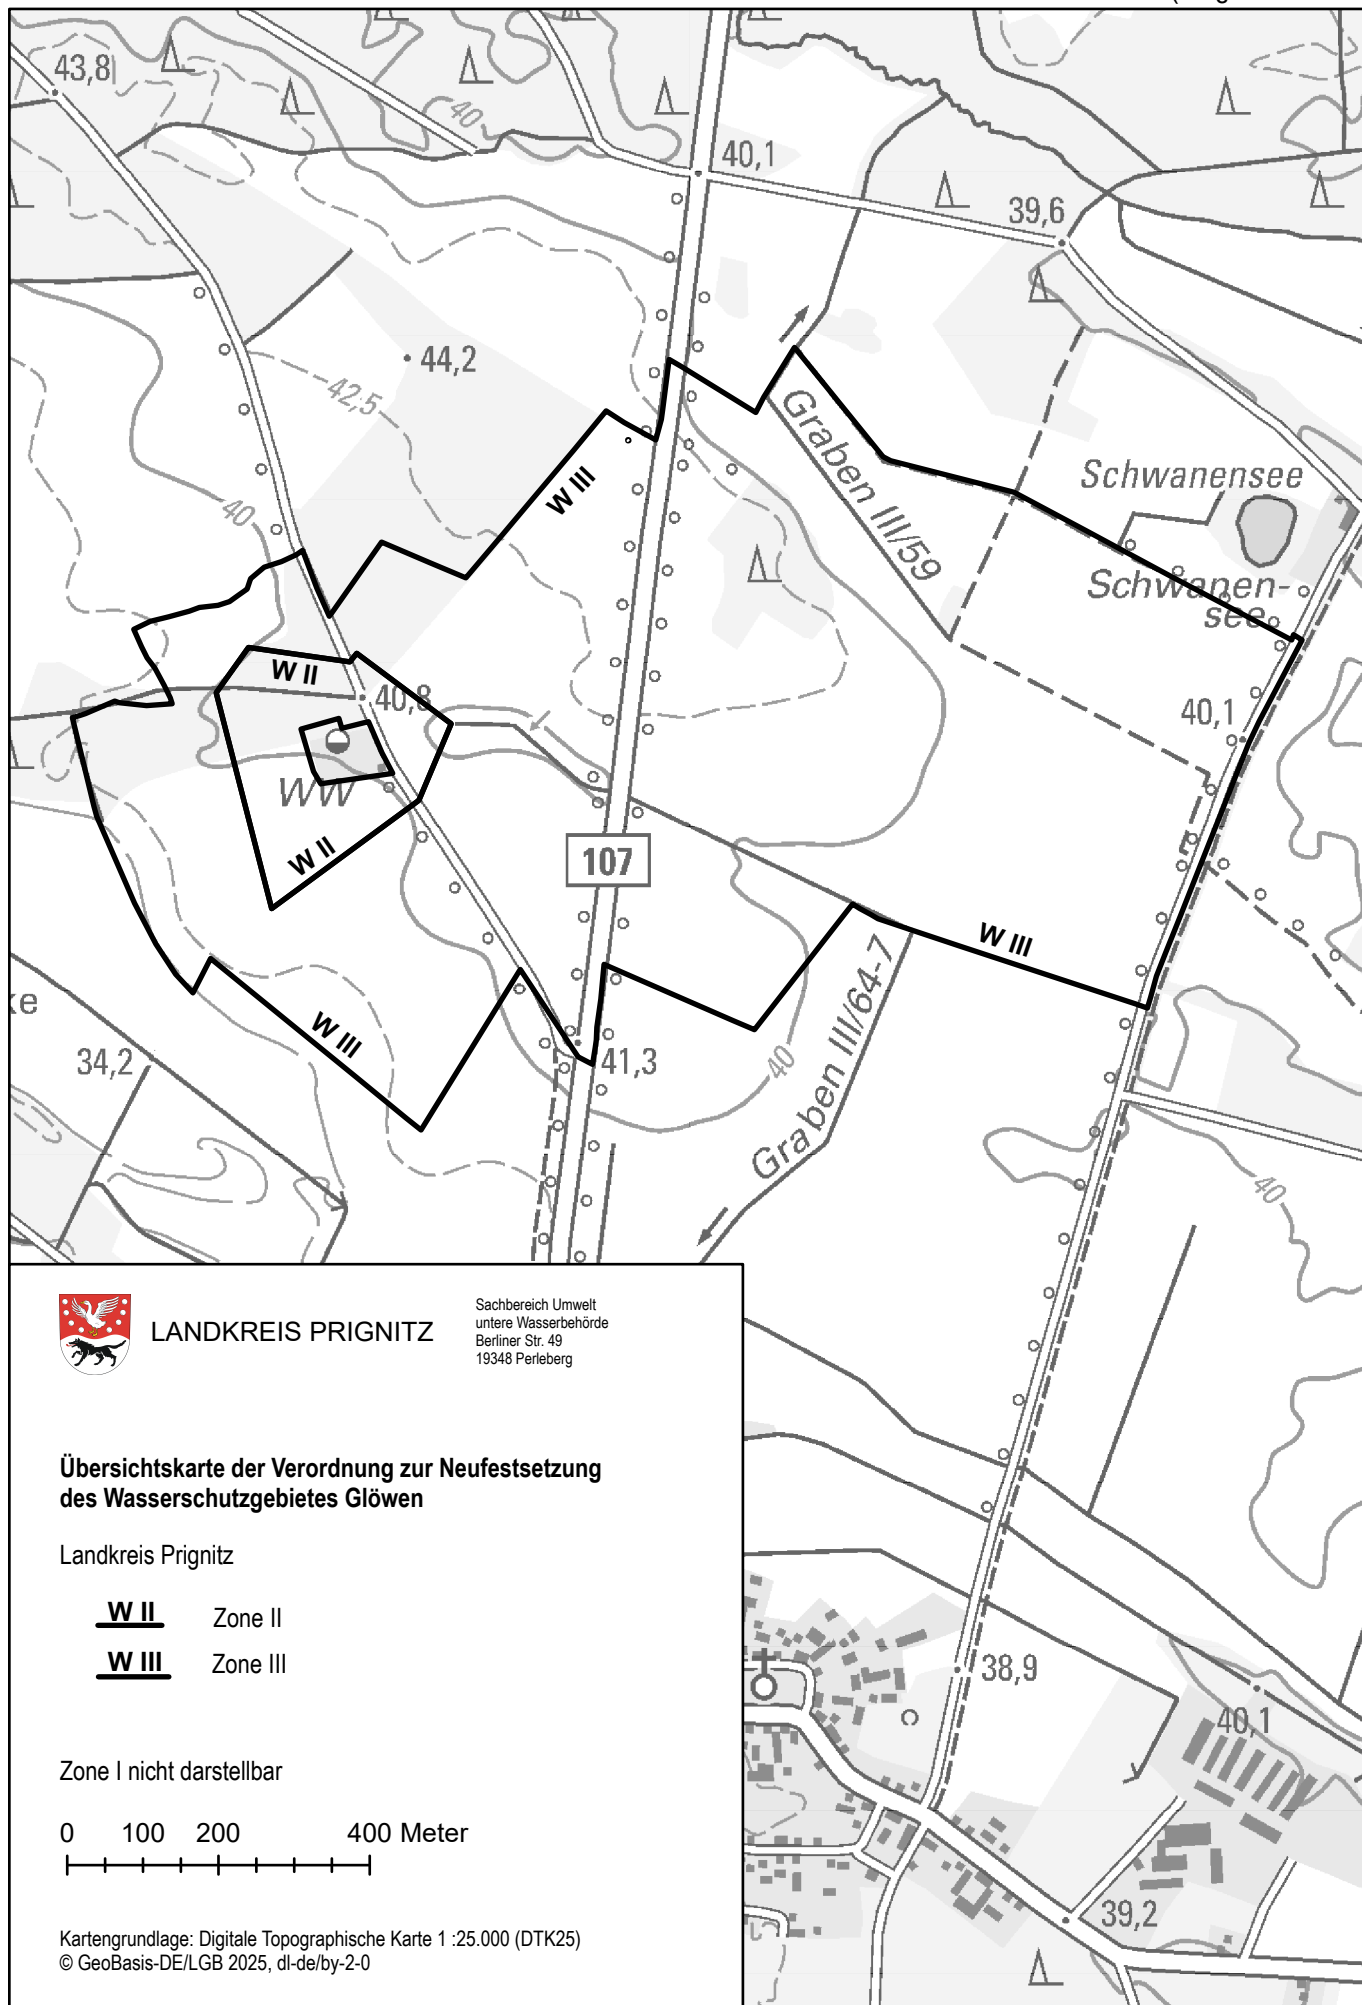 43,8
40
40,1
39,6
44,2
42,5
Graben III/59
Schwanensee
W III
40
Schwanen-
see
W II
40,8
40,1
WW
W II
107
W III
Graben III/64-7
W III
34,2
41,3
40
40
LANDKREIS PRIGNITZ
Sachbereich Umwelt
untere Wasserbehörde
Berliner Str. 49
19348 Perleberg
Übersichtskarte der Verordnung zur Neufestsetzung
des Wasserschutzgebietes Glöwen
Landkreis Prignitz
W II Zone II
W III Zone III
Zone I nicht darstellbar
0 100 200 400 Meter
Kartengrundlage: Digitale Topographische Karte 1 :25.000 (DTK25)
© GeoBasis-DE/LGB 2025, dl-de/by-2-0
38,9
40,1
39,2